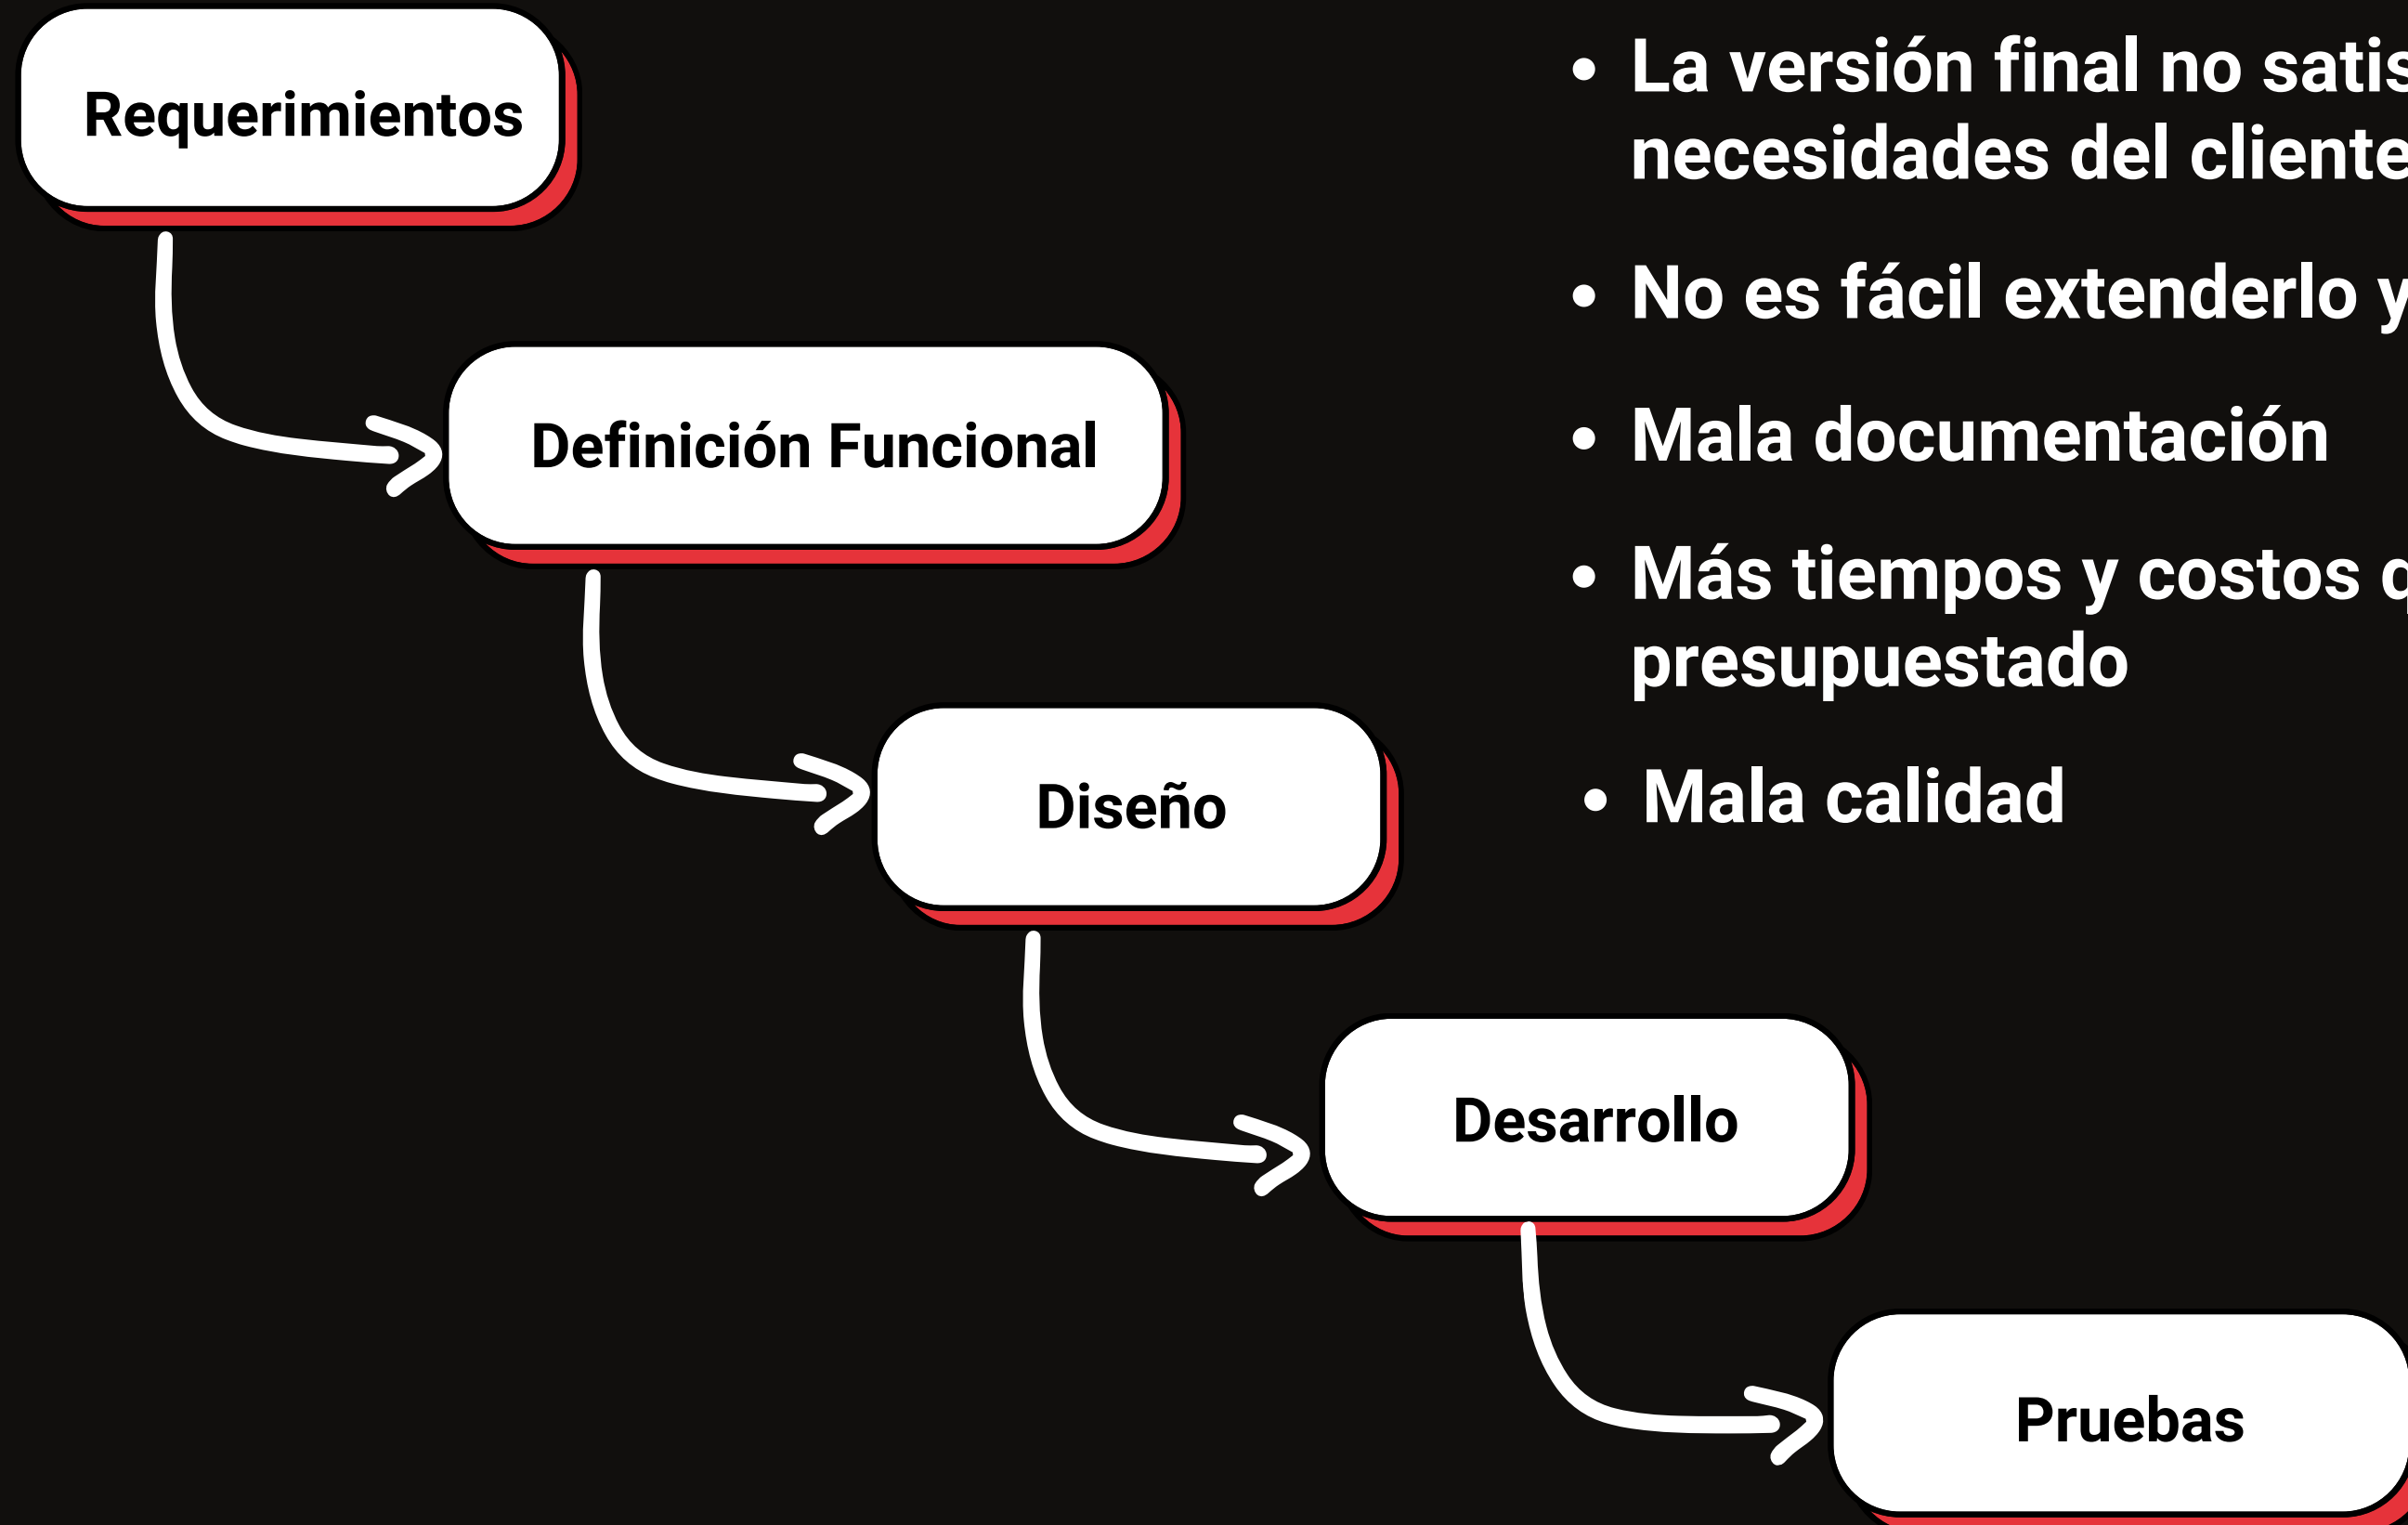 Requerimientos
Definición Funcional
Diseño
Desarrollo
Pruebas
La versión final no
necesidades del cliente
No es fácil extenderlo y
Mala documentación
Más tiempos y costos
presupuestado
Mala calidad